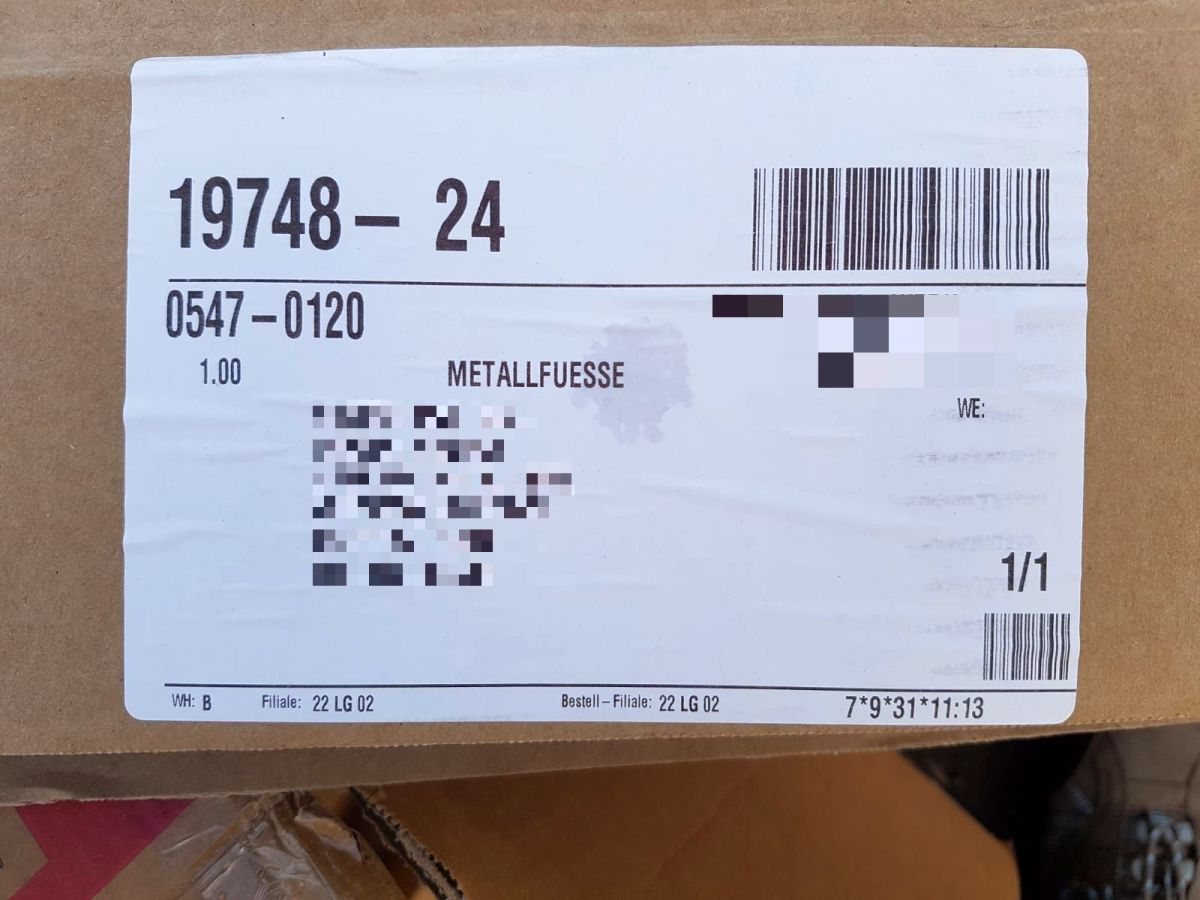 19748- 24
0547-0120
1.00 METALLFUESSE
WE:
1/1
WH: B Filiale: 22 LG 02 Bestell-Filiale: 22 LG 02 7*9*31*11:13